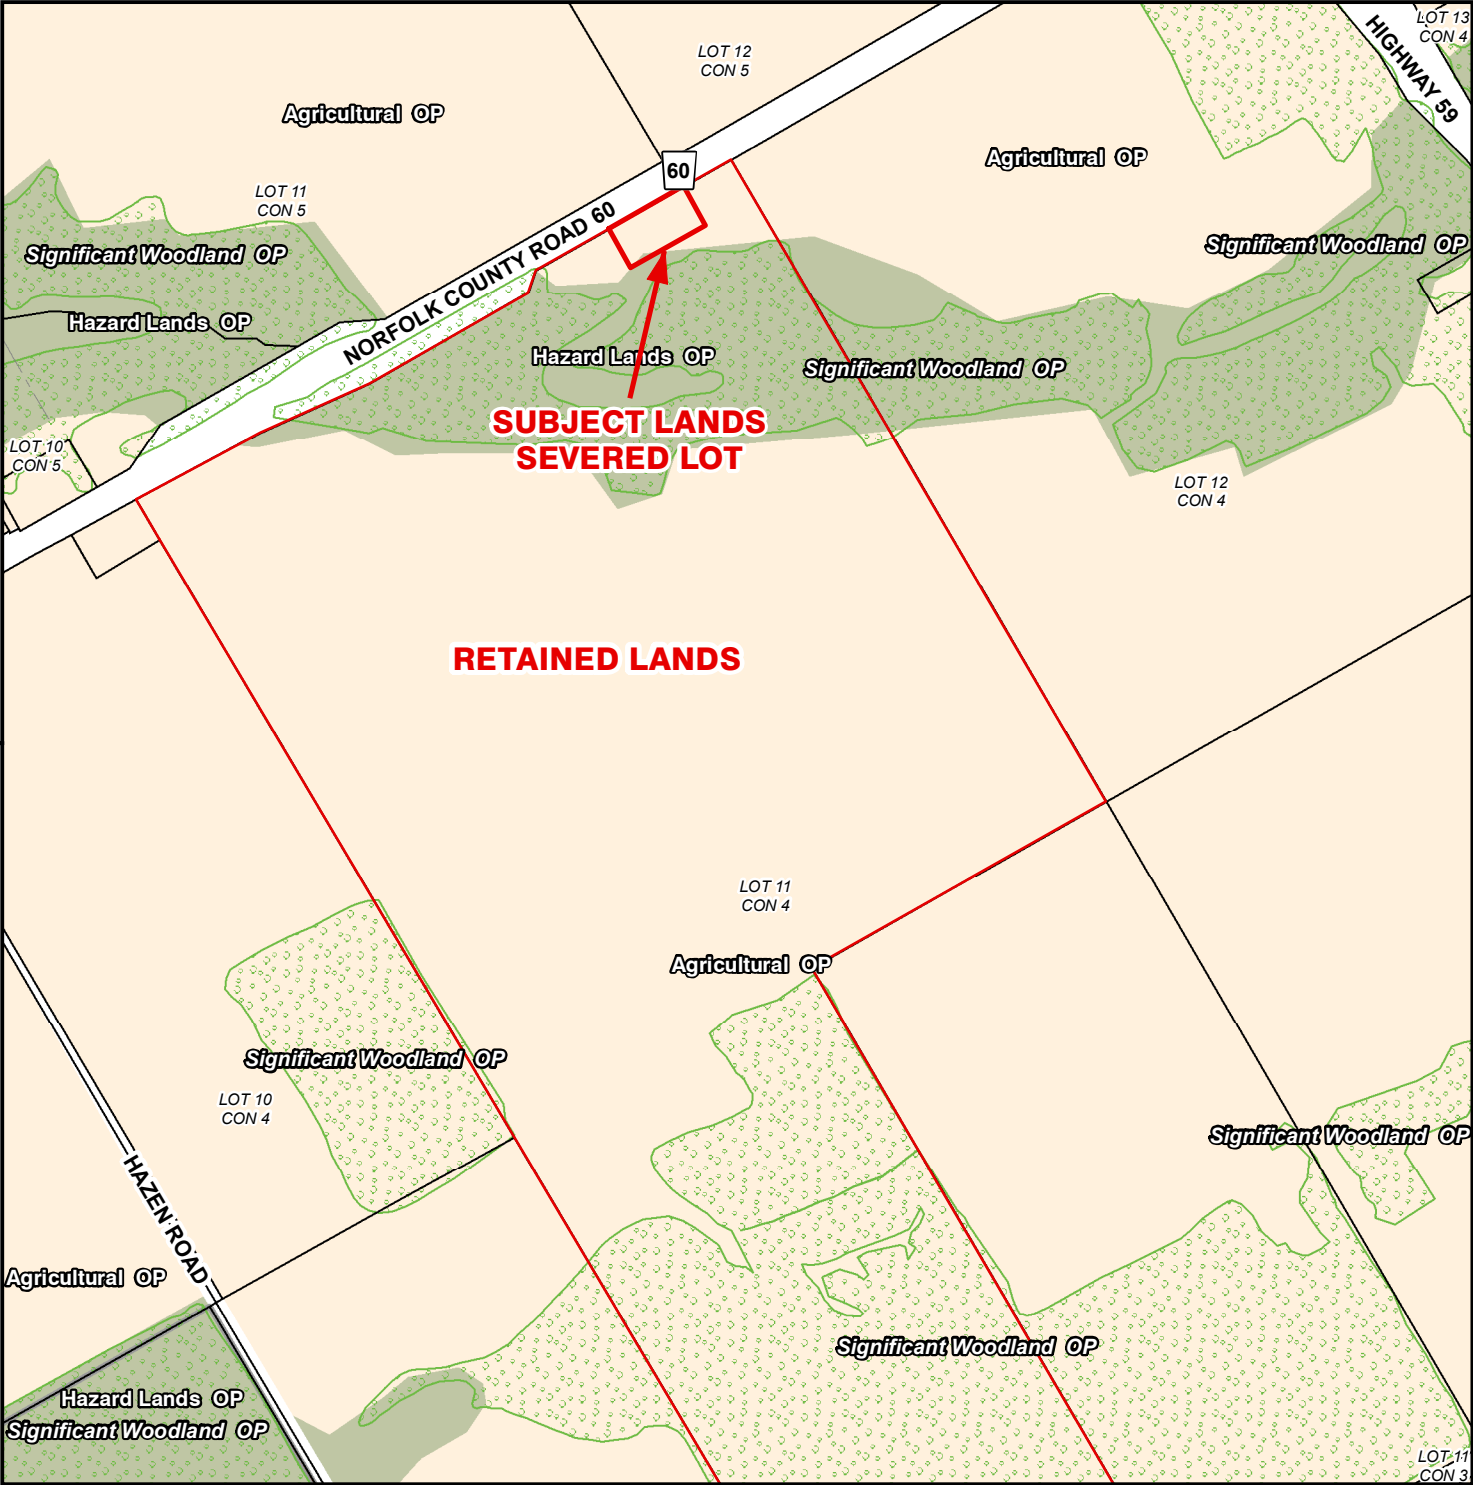 LOT 13
CON 4
HIGHWAY 59
LOT 12
CON 5
Agricultural OP
Agricultural OP
60
LOT 11
CON 5
NORFOLK COUNTY ROAD 60
Significant Woodland OP
Significant Woodland OP
Hazard Lands OP
Hazard Lands OP
Significant Woodland OP
SUBJECT LANDS
SEVERED LOT
LOT 10
CON 5
LOT 12
CON 4
RETAINED LANDS
LOT 11
CON 4
Agricultural OP
Significant Woodland OP
LOT 10
CON 4
Significant Woodland OP
HAZEN ROAD
Agricultural OP
Significant Woodland OP
Hazard Lands OP
Significant Woodland OP
LOT 11
CON 3